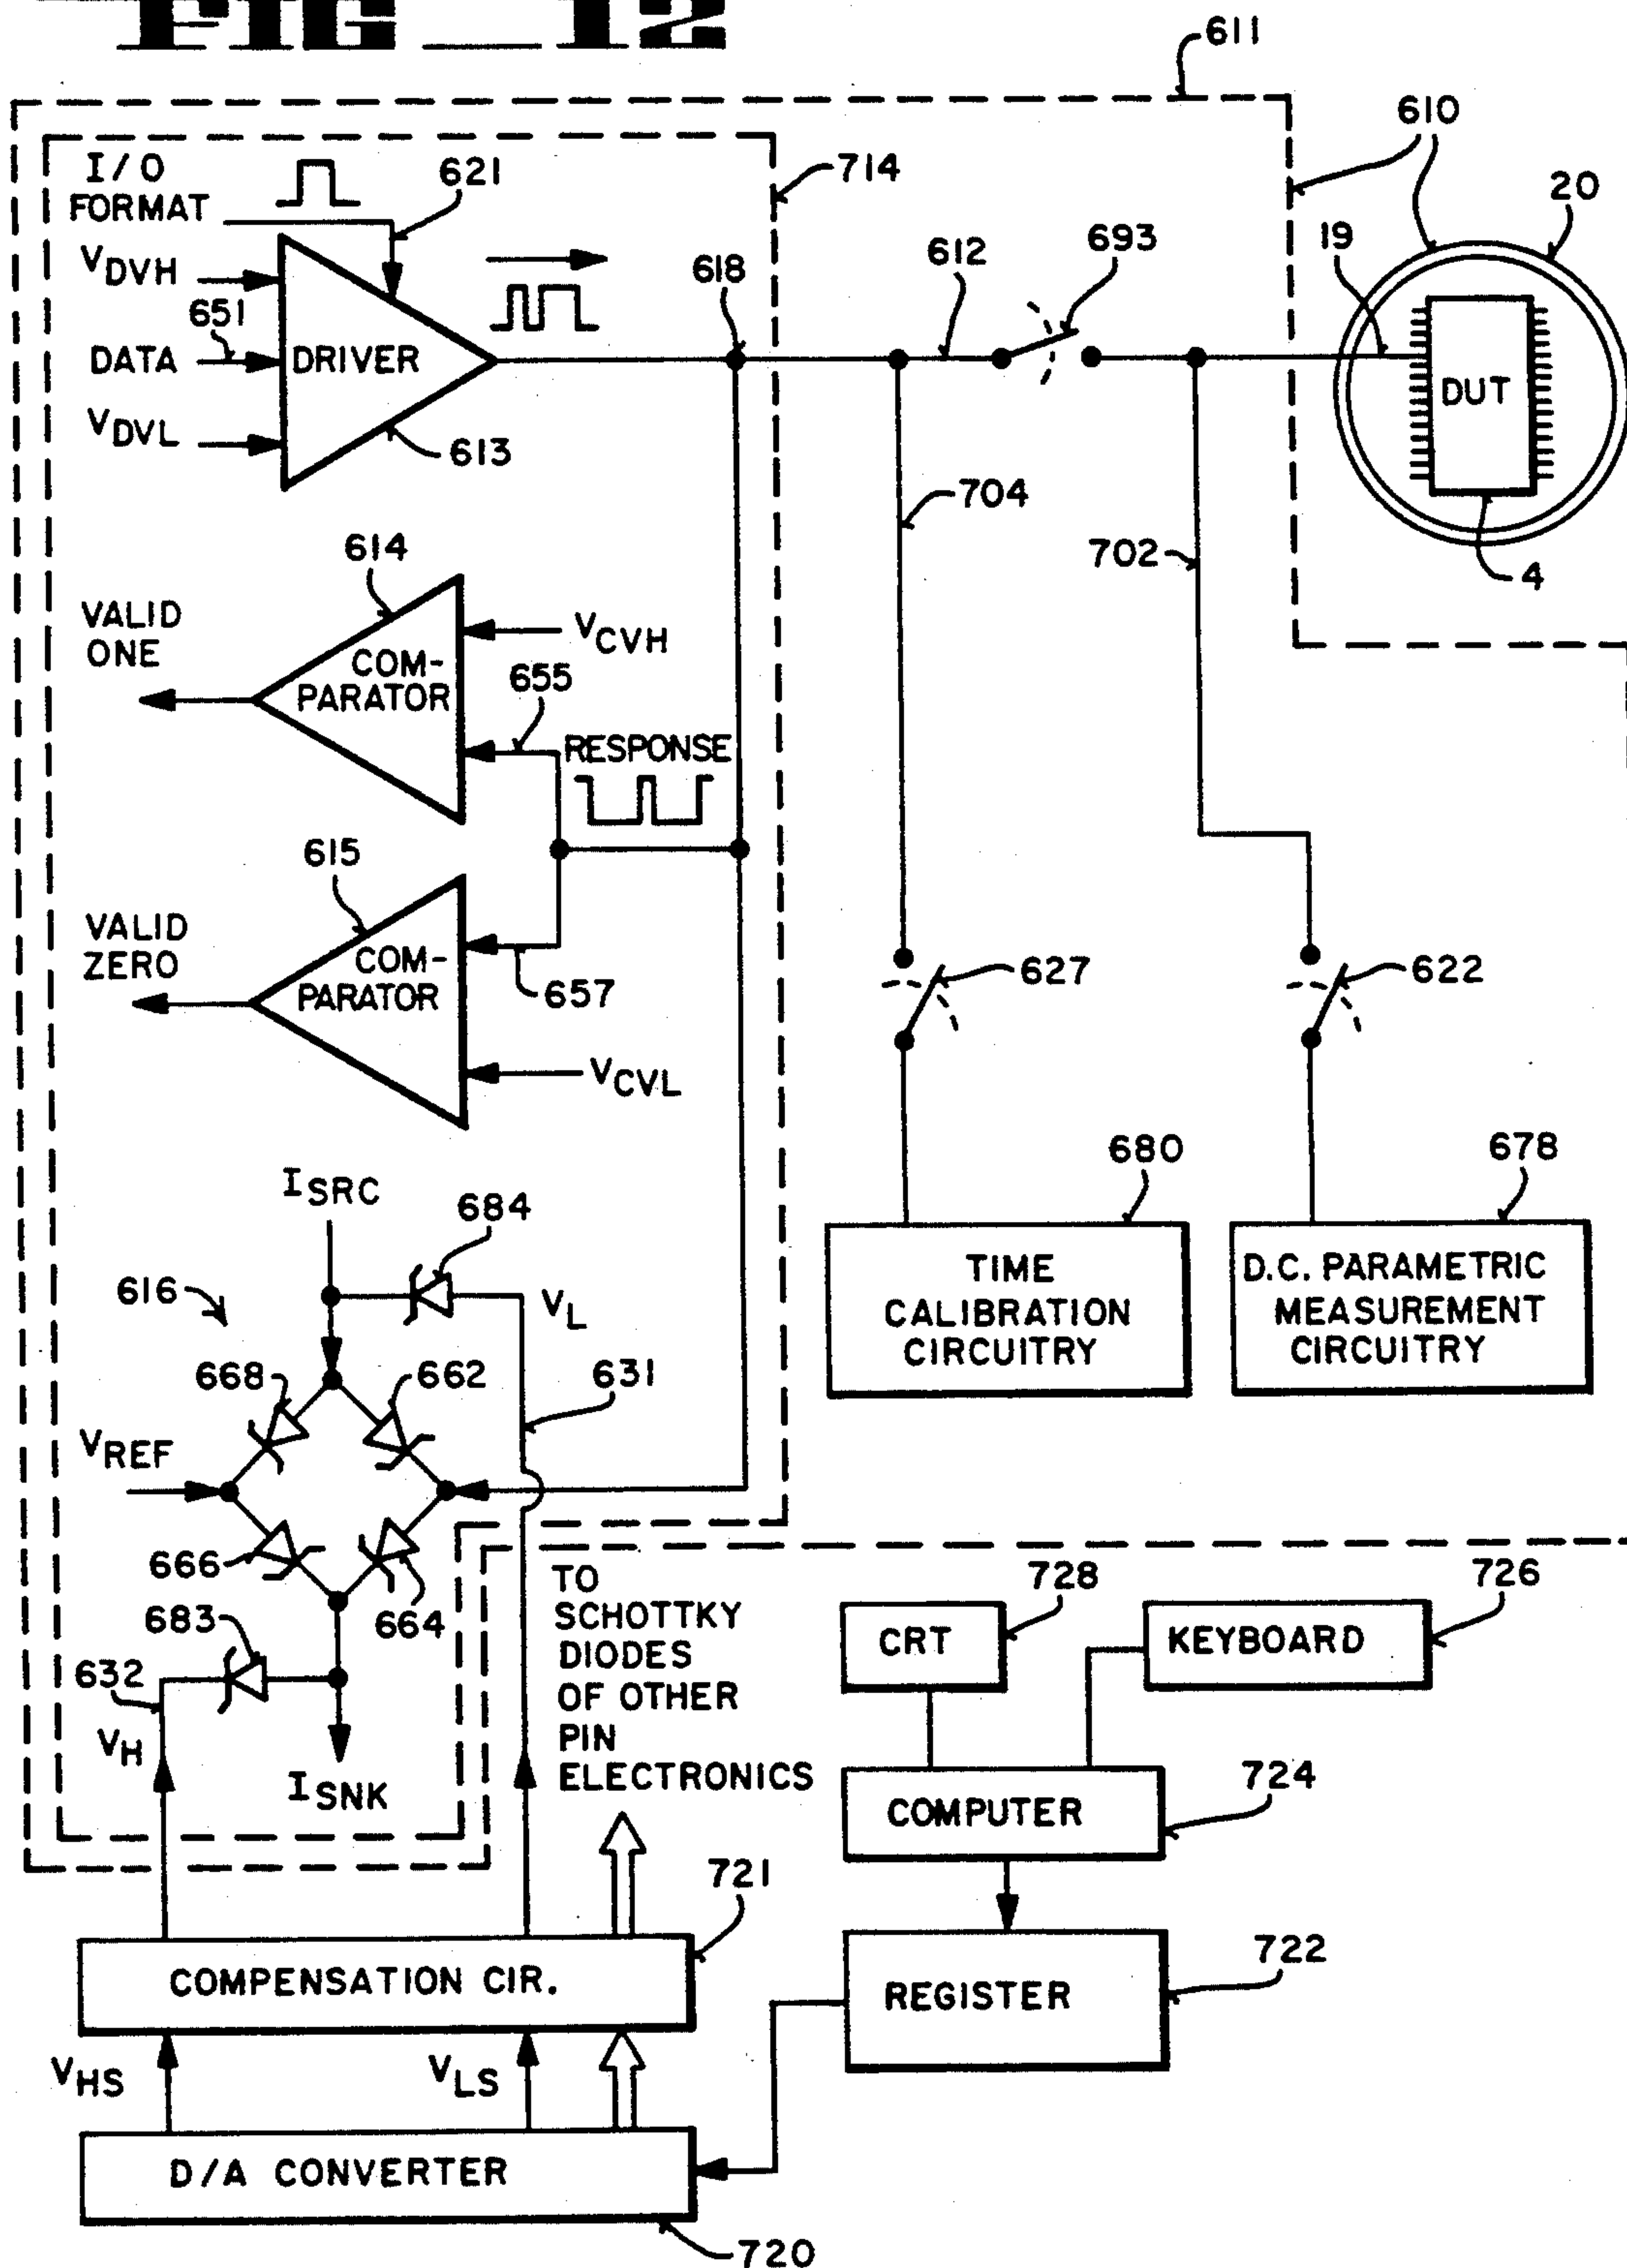 FIG_12
611
610
I/O
FORMAT
621
714
20
VDVH
618
612
693
19
651
DATA
DRIVER
DUT
VDVL
613
704
702
4
614
VALID
ONE
VCVH
COM-
PARATOR
655
RESPONSE
615
VALID
ZERO
COM-
PARATOR
657
627
622
VCVL
680
678
ISRC
684
TIME
CALIBRATION
CIRCUITRY
D.C. PARAMETRIC
MEASUREMENT
CIRCUITRY
616
VL
668
662
631
VREF
666
664
TO
SCHOTTKY
DIODES
OF OTHER
PIN
ELECTRONICS
728
726
683
CRT
KEYBOARD
632
VH
ISNK
724
COMPUTER
721
722
COMPENSATION CIR.
REGISTER
VHS
VLS
D/A CONVERTER
720